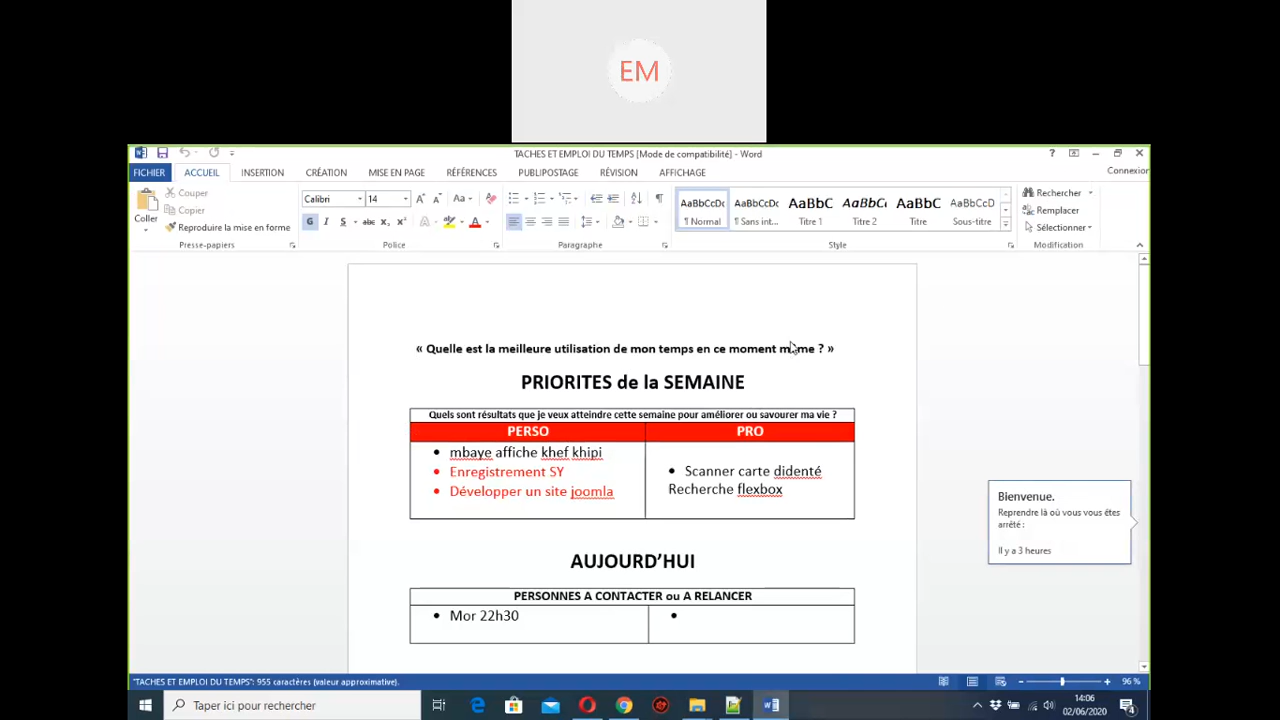 EM
TACHES ET EMPLOI DU TEMPS [Mode de compatibilité] - Word
FICHIER ACCUEIL INSERTION CRÉATION MISE EN PAGE RÉFÉRENCES PUBLIPOSTAGE RÉVISION AFFICHAGE Connexion
Coller
Couper
Copier
Reproduire la mise en forme
Presse-papiers
Calibri 14
Police
Paragraphe
AaBbCcDc AaBbCcDc AaBbC AaBbCc AaBbC AaBbCcD
¶ Normal ¶ Sans int... Titre 1 Titre 2 Titre Sous-titre
Style
Rechercher
Remplacer
Sélectionner
Modification
« Quelle est la meilleure utilisation de mon temps en ce moment même ? »
PRIORITES de la SEMAINE
Quels sont résultats que je veux atteindre cette semaine pour améliorer ou savourer ma vie ?
PERSO PRO
• mbaye affiche khef khipi
• Enregistrement SY
• Développer un site joomla
• Scanner carte didenté
Recherche flexbox
Bienvenue.
Reprendre là où vous vous êtes
arrêté :
Il y a 3 heures
AUJOURD’HUI
PERSONNES A CONTACTER ou A RELANCER
• Mor 22h30
•
"TACHES ET EMPLOI DU TEMPS": 955 caractères (valeur approximative).
96 %
Taper ici pour rechercher
14:06
02/06/2020
4